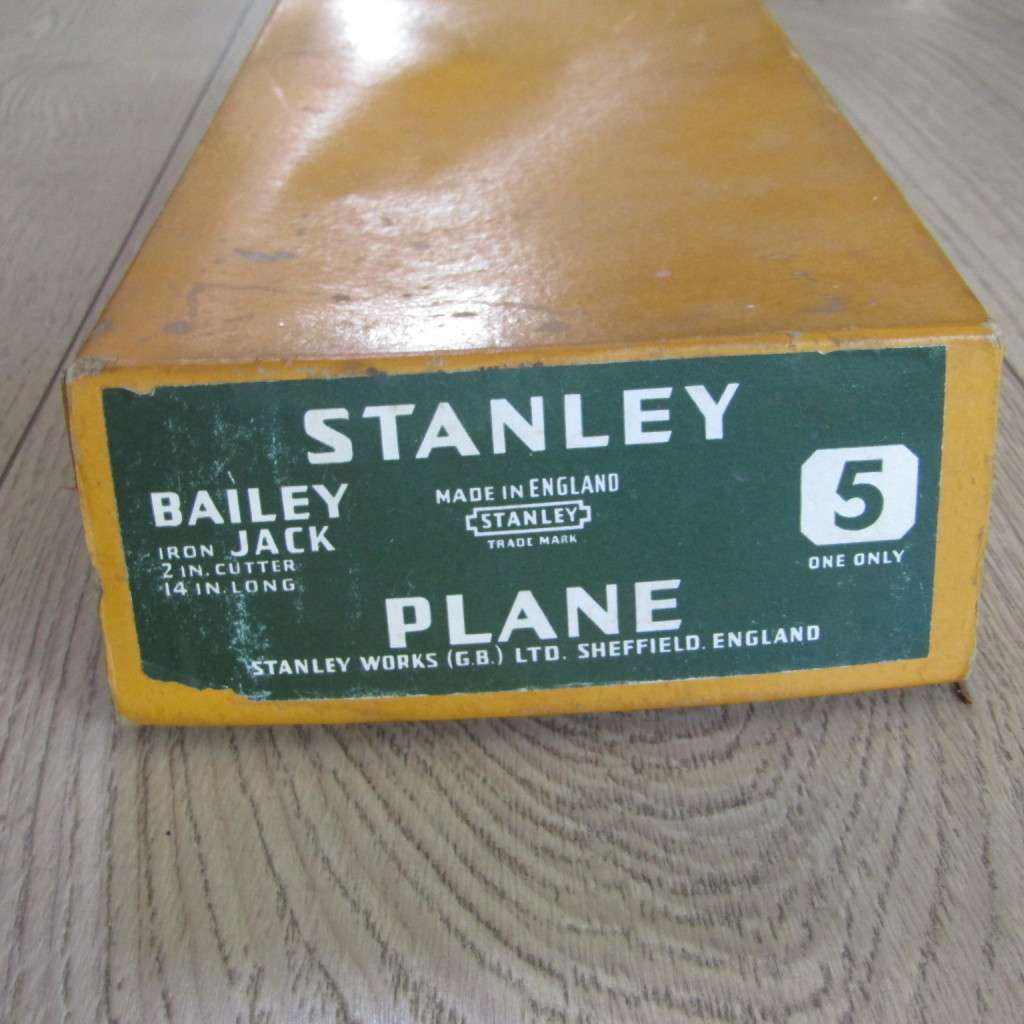 STANLEY
BAILEY
IRON JACK
2 IN. CUTTER
14 IN. LONG
MADE IN ENGLAND
STANLEY
TRADE MARK
5
ONE ONLY
PLANE
STANLEY WORKS (G.B.) LTD. SHEFFIELD. ENGLAND